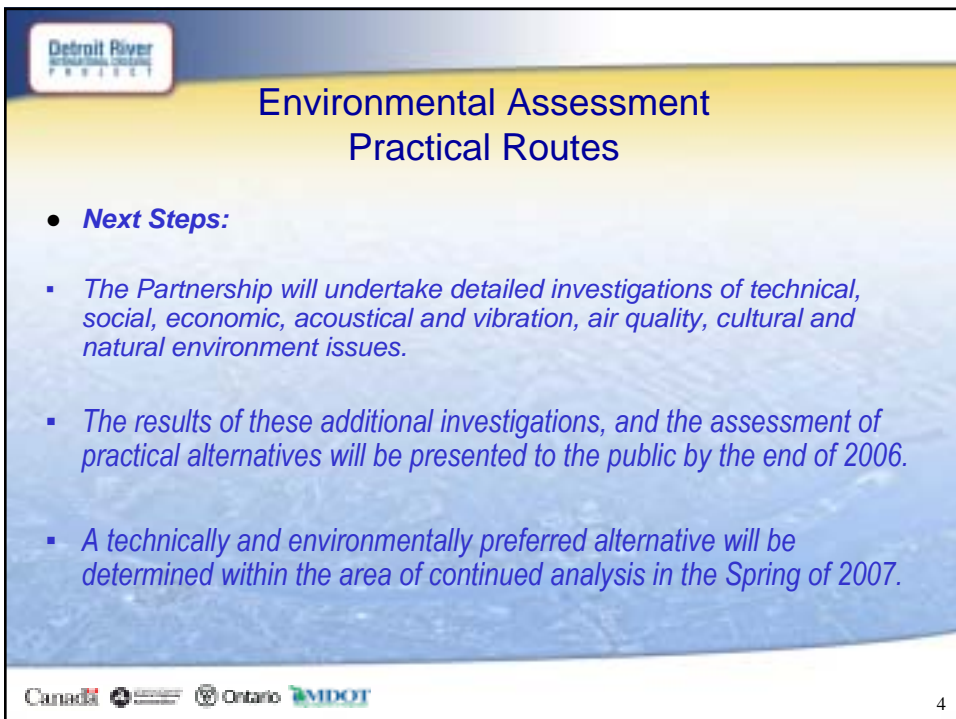 Detroit River
INTERNATIONAL CROSSING
PROJECT
Environmental Assessment
Practical Routes
● Next Steps:
▪ The Partnership will undertake detailed investigations of technical,
social, economic, acoustical and vibration, air quality, cultural and
natural environment issues.
▪ The results of these additional investigations, and the assessment of
practical alternatives will be presented to the public by the end of 2006.
▪ A technically and environmentally preferred alternative will be
determined within the area of continued analysis in the Spring of 2007.
Canada Ontario MDOT
4